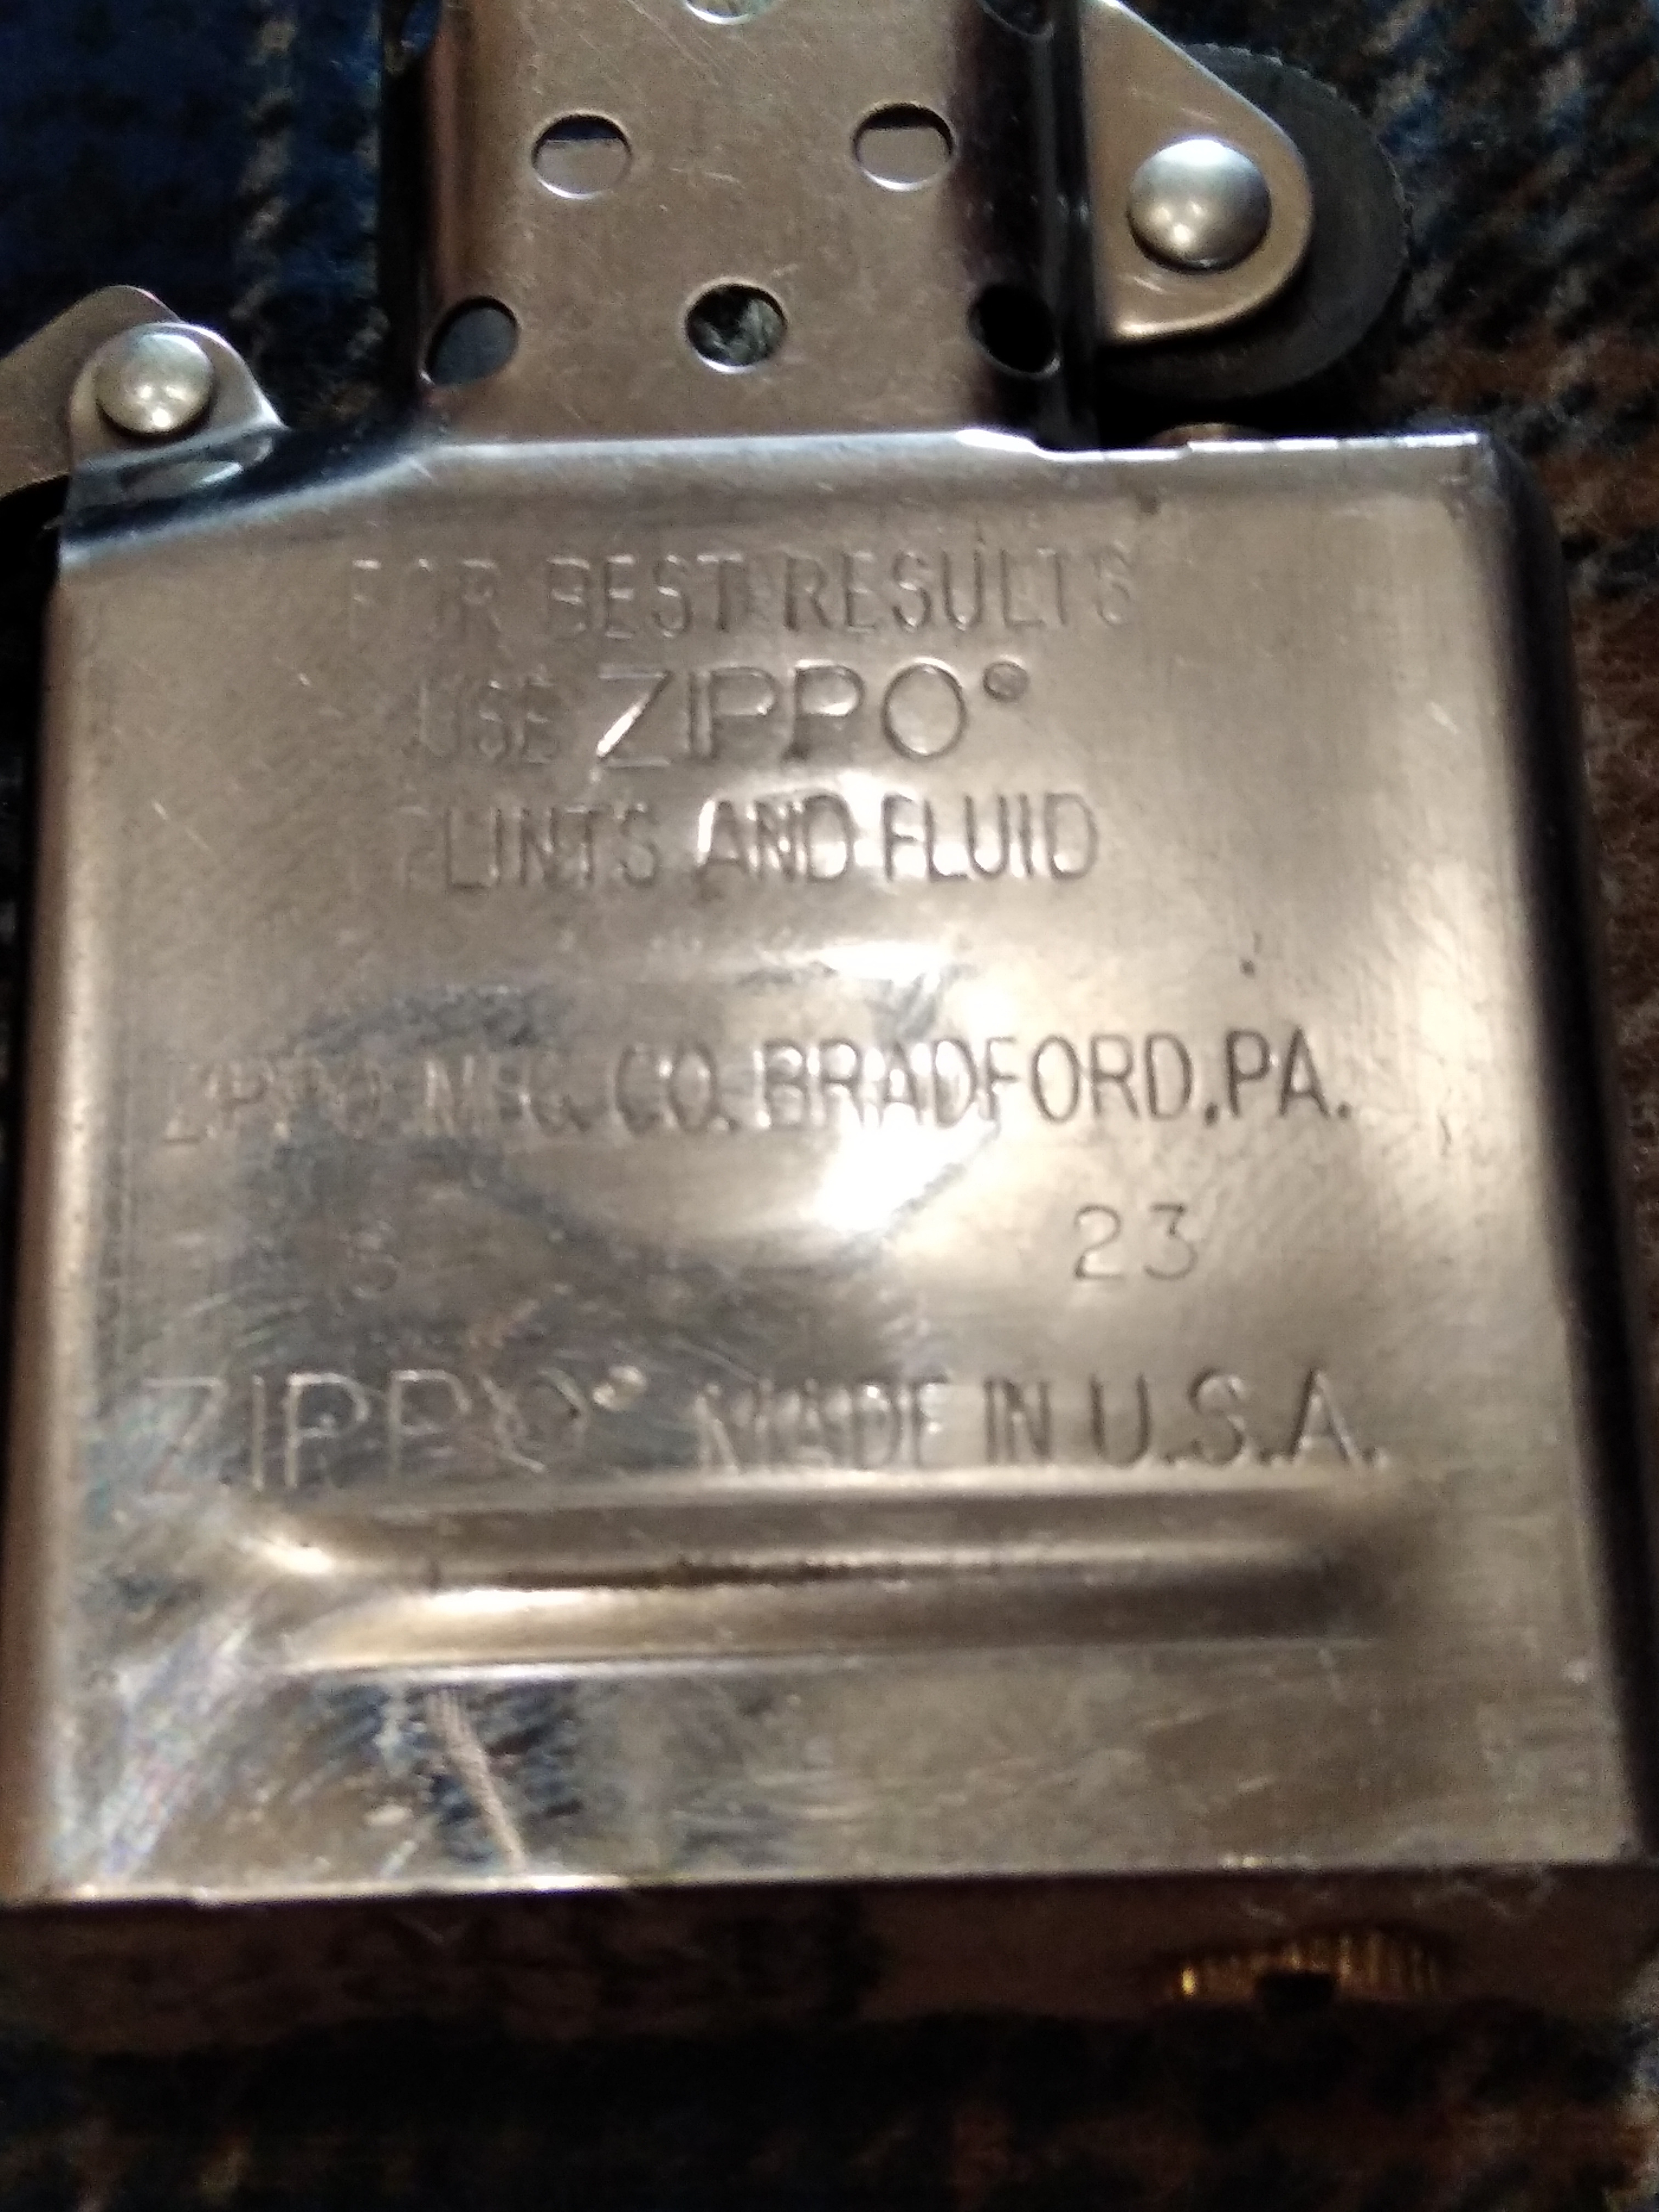 FOR BEST RESULTS
USE ZIPPO®
FLINTS AND FLUID
ZIPPO MFG. CO. BRADFORD, PA.
23
ZIPPO® MADE IN U.S.A.